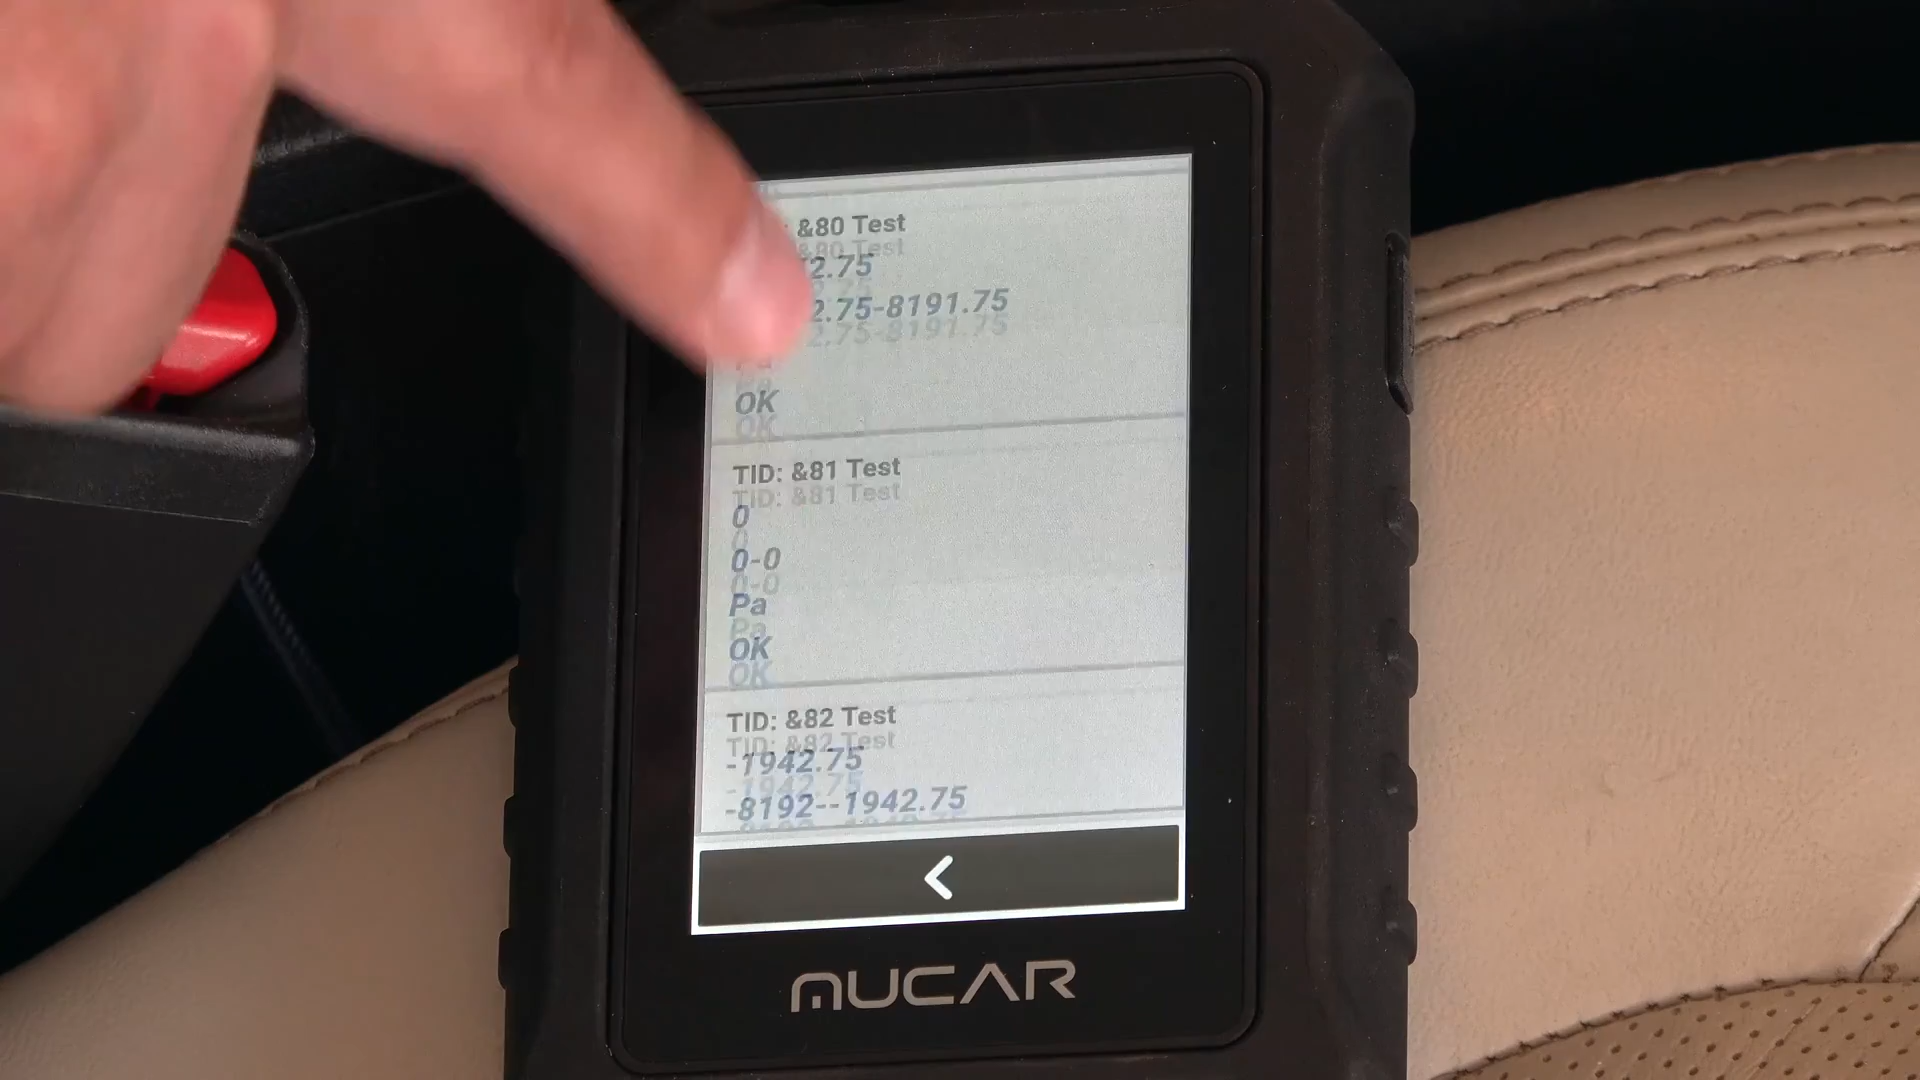 &80 Test
2.75
2.75-8191.75
OK
TID: &81 Test
0
0-0
Pa
OK
TID: &82 Test
-1942.75
-8192--1942.75
MUCAR